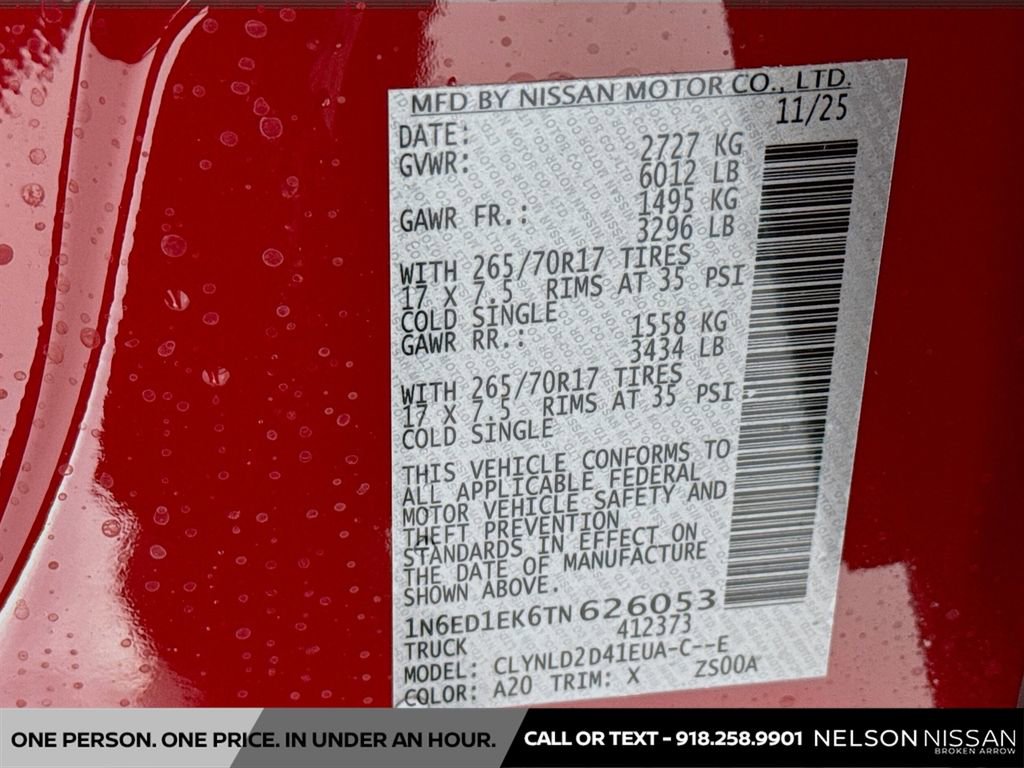 MFD BY NISSAN MOTOR CO., LTD.
DATE: 11/25
GVWR: 2727 KG
6012 LB
GAWR FR.: 1495 KG
3296 LB
WITH 265/70R17 TIRES
17 X 7.5 RIMS AT 35 PSI
COLD SINGLE
GAWR RR.: 1558 KG
3434 LB
WITH 265/70R17 TIRES
17 X 7.5 RIMS AT 35 PSI
COLD SINGLE
THIS VEHICLE CONFORMS TO
ALL APPLICABLE FEDERAL
MOTOR VEHICLE SAFETY AND
THEFT PREVENTION
STANDARDS IN EFFECT ON
THE DATE OF MANUFACTURE
SHOWN ABOVE.
1N6ED1EK6TN626053
TRUCK 412373
MODEL: CLYNLD2D41EUA-C--E
COLOR: A20 TRIM: X ZS00A
ONE PERSON. ONE PRICE. IN UNDER AN HOUR.
CALL OR TEXT - 918.258.9901 NELSON NISSAN
BROKEN ARROW